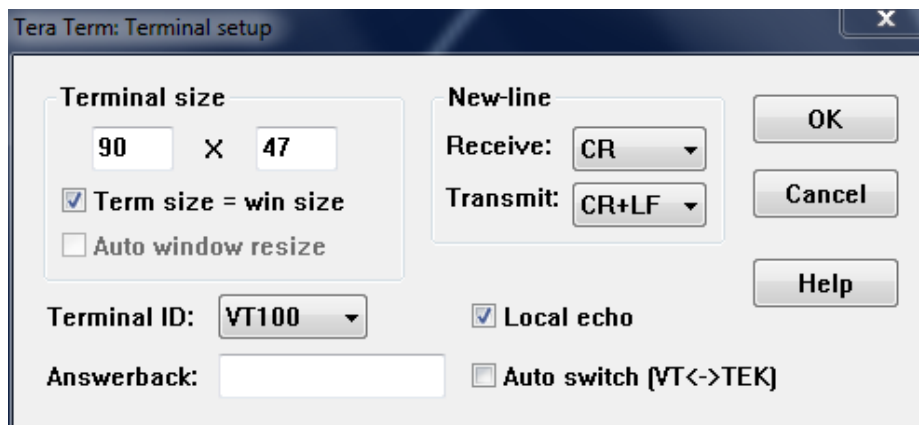 Tera Term: Terminal setup
X
Terminal size
90 X 47
Term size = win size
Auto window resize
New-line
Receive: CR
Transmit: CR+LF
OK
Cancel
Help
Terminal ID: VT100
Local echo
Answerback:
Auto switch (VT<->TEK)